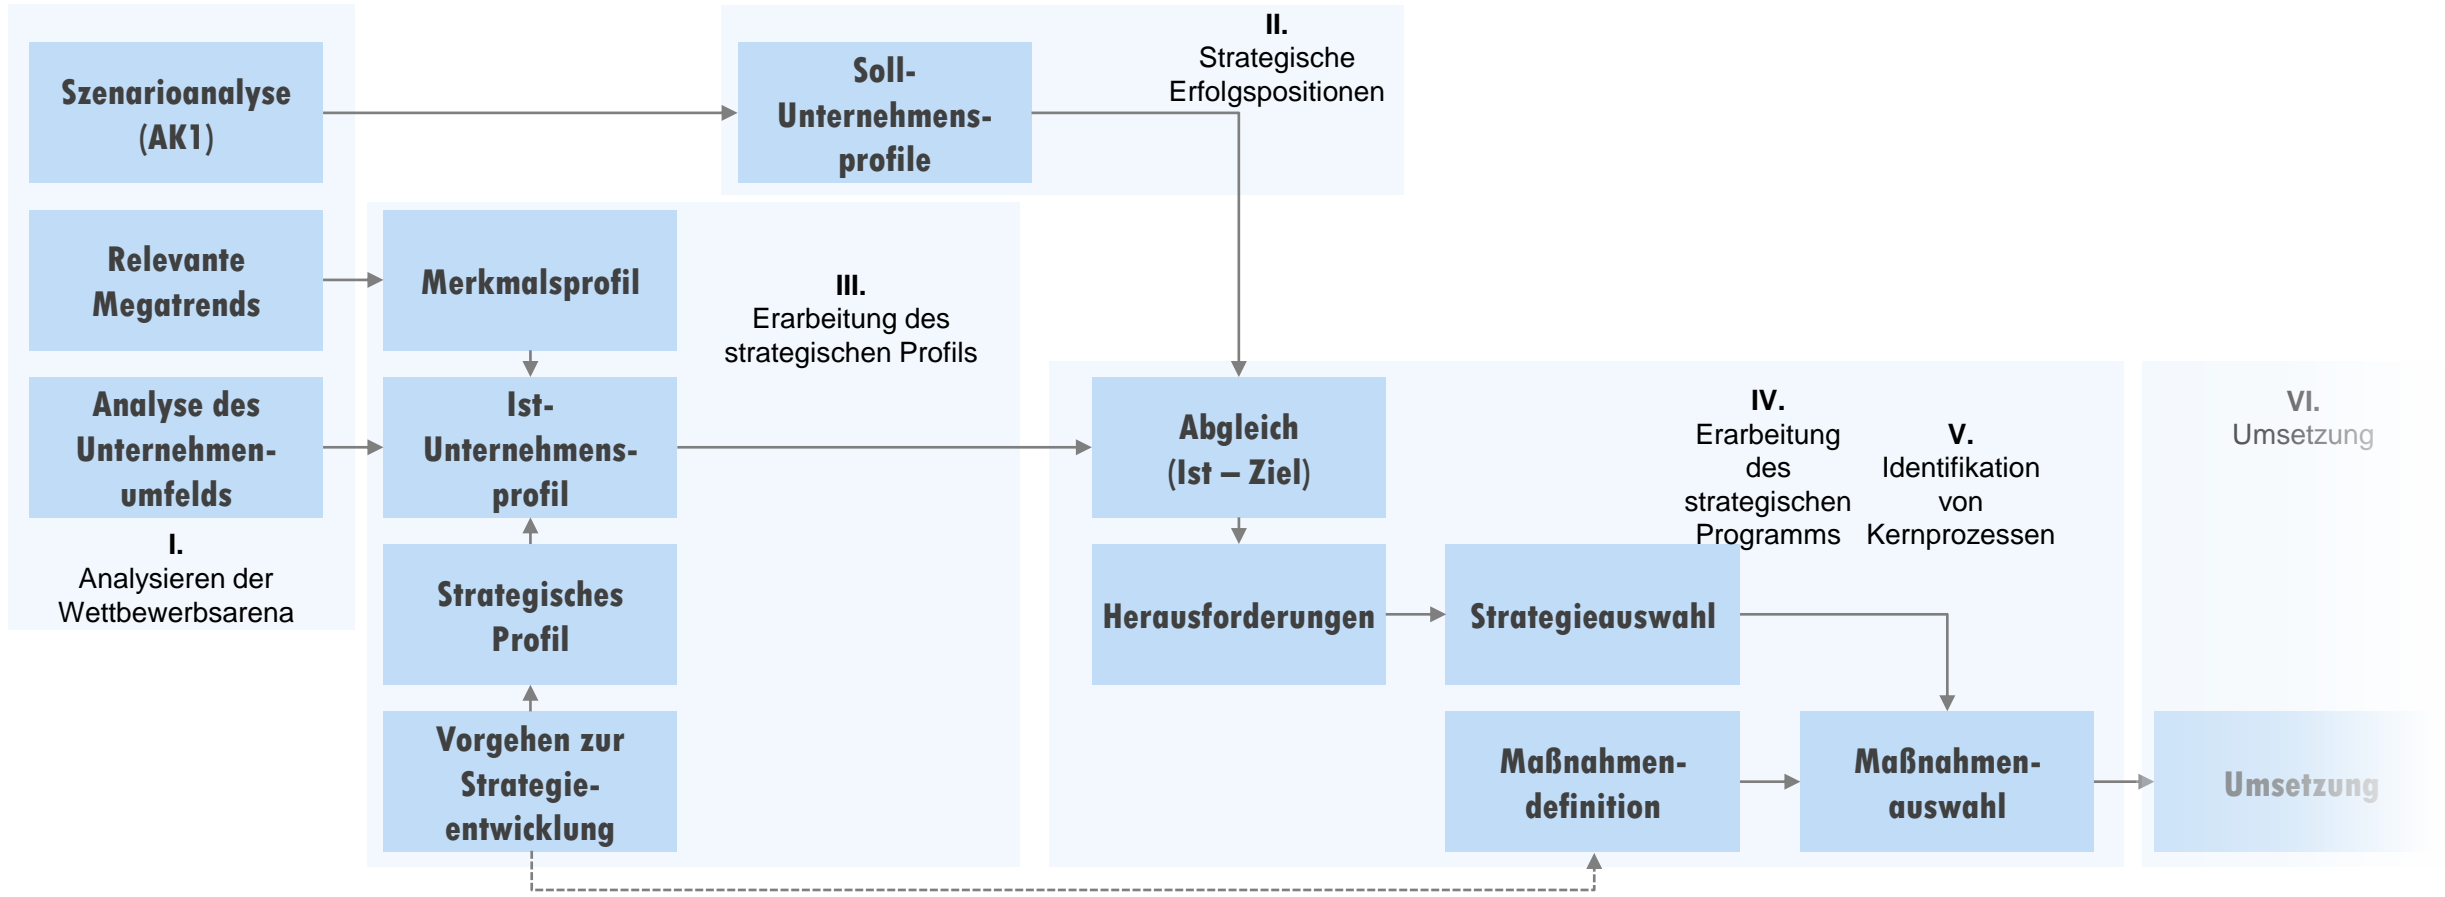 Szenarioanalyse
(AK1)
Relevante
Megatrends
Analyse des
Unternehmen-
umfelds
I.
Analysieren der
Wettbewerbsarena
Soll-
Unternehmens-
profile
II.
Strategische
Erfolgspositionen
Merkmalsprofil
III.
Erarbeitung des
strategischen Profils
Ist-
Unternehmens-
profil
Strategisches
Profil
Vorgehen zur
Strategie-
entwicklung
Abgleich
(Ist – Ziel)
IV.
Erarbeitung
des
strategischen
Programms
V.
Identifikation
von
Kernprozessen
Herausforderungen
Strategieauswahl
Maßnahmen-
definition
Maßnahmen-
auswahl
VI.
Umsetzung
Umsetzung